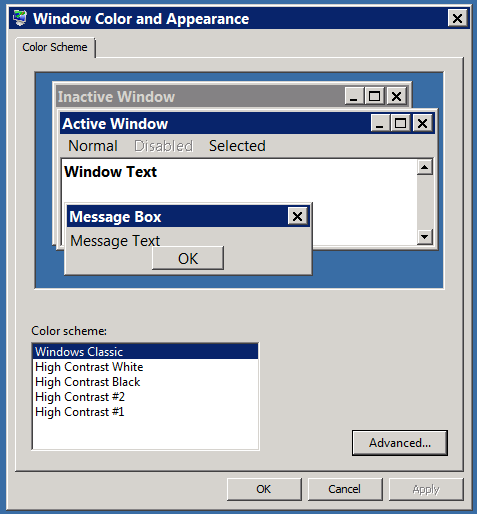 Window Color and Appearance
Color Scheme
Inactive Window
Active Window
Normal Disabled Selected
Window Text
Message Box
Message Text
OK
Color scheme:
Windows Classic
High Contrast White
High Contrast Black
High Contrast #2
High Contrast #1
Advanced...
OK Cancel Apply